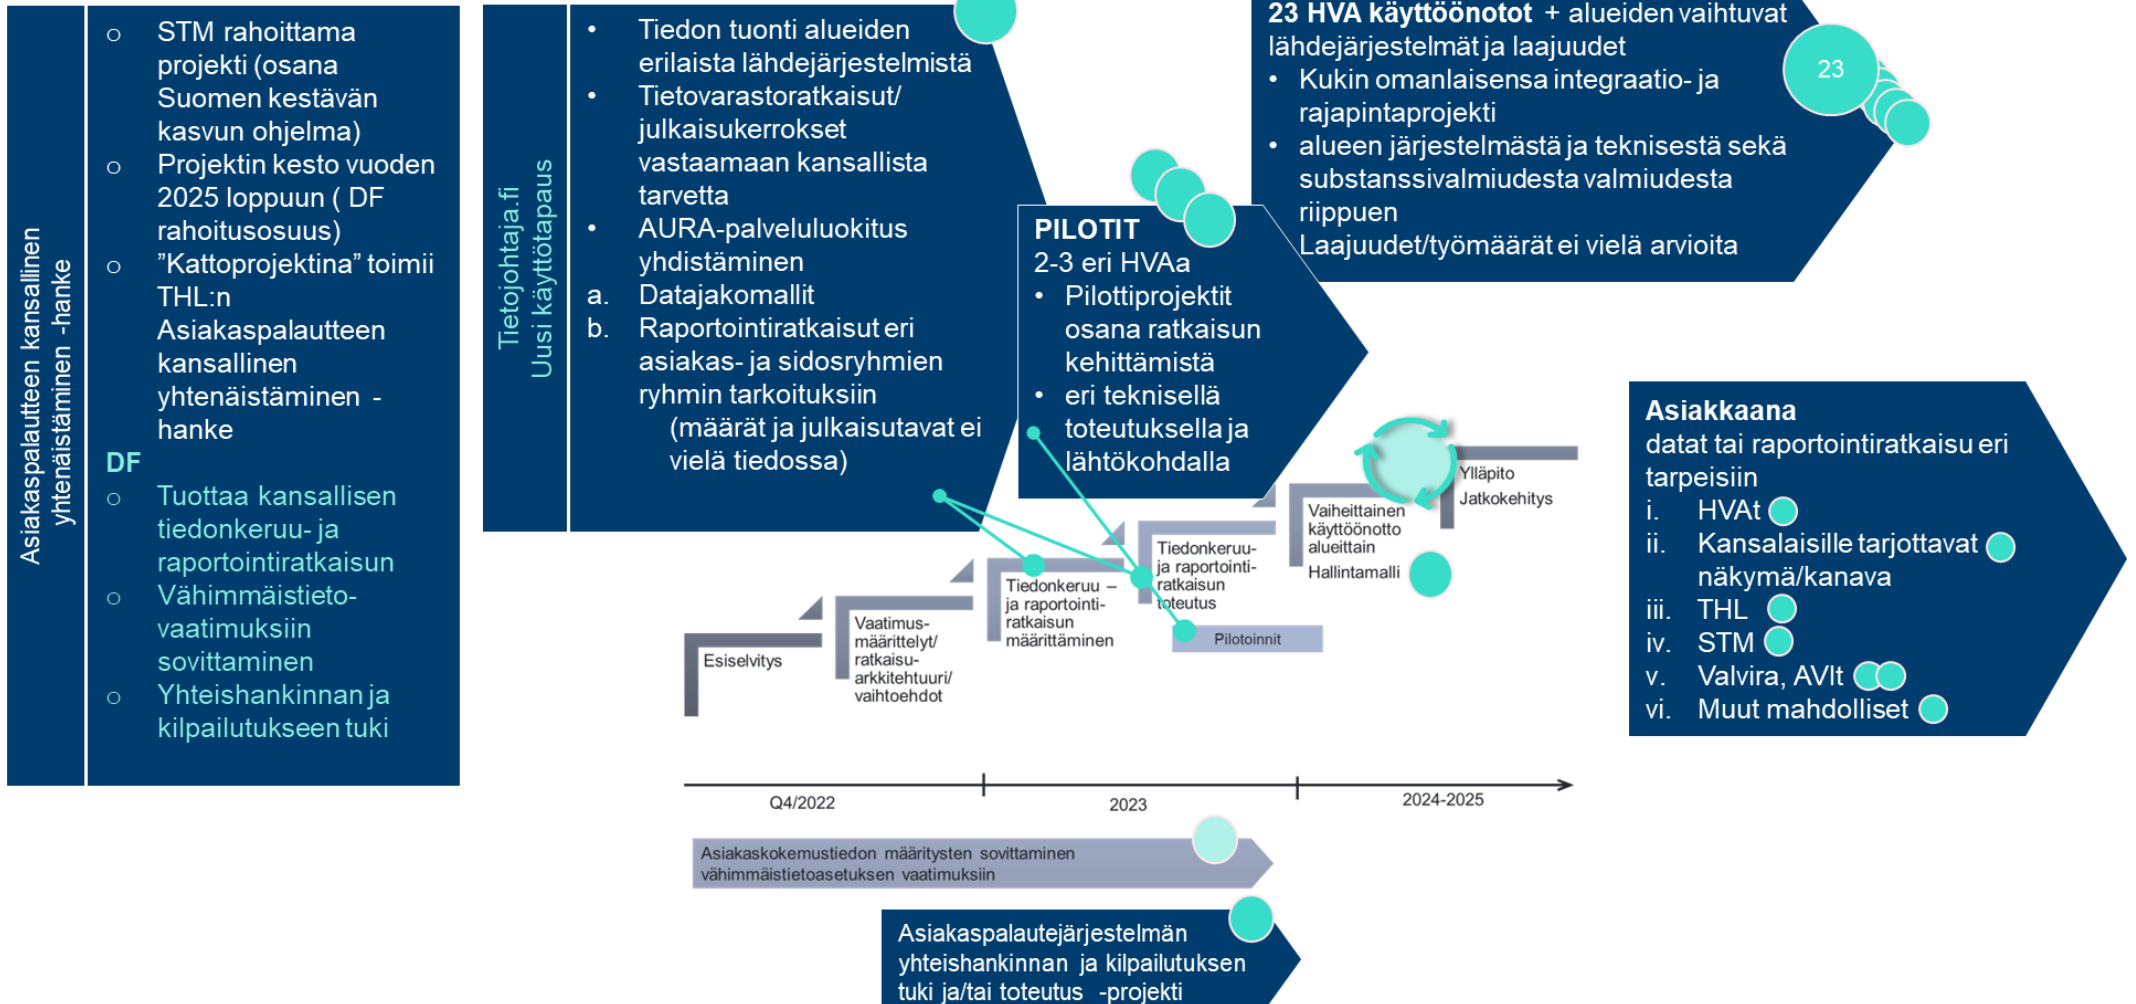 Asiakaspalautteen kansallinen
yhtenäistäminen -hanke
o STM rahoittama
projekti (osana
Suomen kestävän
kasvun ohjelma)
o Projektin kesto vuoden
2025 loppuun ( DF
rahoitusosuus)
o ”Kattoprojektina” toimii
THL:n
Asiakaspalautteen
kansallinen
yhtenäistäminen -
hanke
DF
o Tuottaa kansallisen
tiedonkeruu- ja
raportointiratkaisun
o Vähimmäistieto-
vaatimuksiin
sovittaminen
o Yhteishankinnan ja
kilpailutukseen tuki
Tietojohtaja.fi
Uusi käyttötapaus
• Tiedon tuonti alueiden
erilaista lähdejärjestelmistä
• Tietovarastoratkaisut/
julkaisukerrokset
vastaamaan kansallista
tarvetta
• AURA-palveluluokitus
yhdistäminen
a. Datajakomallit
b. Raportointiratkaisut eri
asiakas- ja sidosryhmien
ryhmin tarkoituksiin
(määrät ja julkaisutavat ei
vielä tiedossa)
PILOTIT
2-3 eri HVAa
• Pilottiprojektit
osana ratkaisun
kehittämistä
• eri teknisellä
toteutuksella ja
lähtökohdalla
23 HVA käyttöönotot + alueiden vaihtuvat
lähdejärjestelmät ja laajuudet
• Kukin omanlaisensa integraatio- ja
rajapintaprojekti
• alueen järjestelmästä ja teknisestä sekä
substanssivalmiudesta valmiudesta
riippuen
Laajuudet/työmäärät ei vielä arvioita
23
Asiakkaana
datat tai raportointiratkaisu eri
tarpeisiin
i. HVAt
ii. Kansalaisille tarjottavat
näkymä/kanava
iii. THL
iv. STM
v. Valvira, AVIt
vi. Muut mahdolliset
Esiselvitys
Vaatimus-
määrittelyt/
ratkaisu-
arkkitehtuuri/
vaihtoehdot
Tiedonkeruu –
ja raportointi-
ratkaisun
määrittäminen
Tiedonkeruu-
ja raportointi-
ratkaisun
toteutus
Pilotoinnit
Vaiheittainen
käyttöönotto
alueittain
Hallintamalli
Ylläpito
Jatkokehitys
Q4/2022
2023
2024-2025
Asiakaskokemustiedon määritysten sovittaminen
vähimmäistietoasetuksen vaatimuksiin
Asiakaspalautejärjestelmän
yhteishankinnan ja kilpailutuksen
tuki ja/tai toteutus -projekti